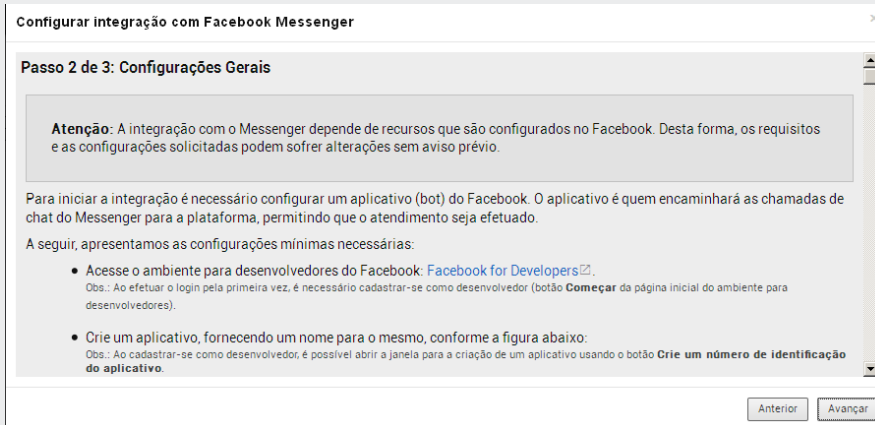 Configurar integração com Facebook Messenger
Passo 2 de 3: Configurações Gerais
Atenção: A integração com o Messenger depende de recursos que são configurados no Facebook. Desta forma, os requisitos
e as configurações solicitadas podem sofrer alterações sem aviso prévio.
Para iniciar a integração é necessário configurar um aplicativo (bot) do Facebook. O aplicativo é quem encaminhará as chamadas de
chat do Messenger para a plataforma, permitindo que o atendimento seja efetuado.
A seguir, apresentamos as configurações mínimas necessárias:
• Acesse o ambiente para desenvolvedores do Facebook: Facebook for Developers.
Obs.: Ao efetuar o login pela primeira vez, é necessário cadastrar-se como desenvolvedor (botão Começar da página inicial do ambiente para
desenvolvedores).
• Crie um aplicativo, fornecendo um nome para o mesmo, conforme a figura abaixo:
Obs.: Ao cadastrar-se como desenvolvedor, é possível abrir a janela para a criação de um aplicativo usando o botão Crie um número de identificação
do aplicativo.
Anterior Avançar